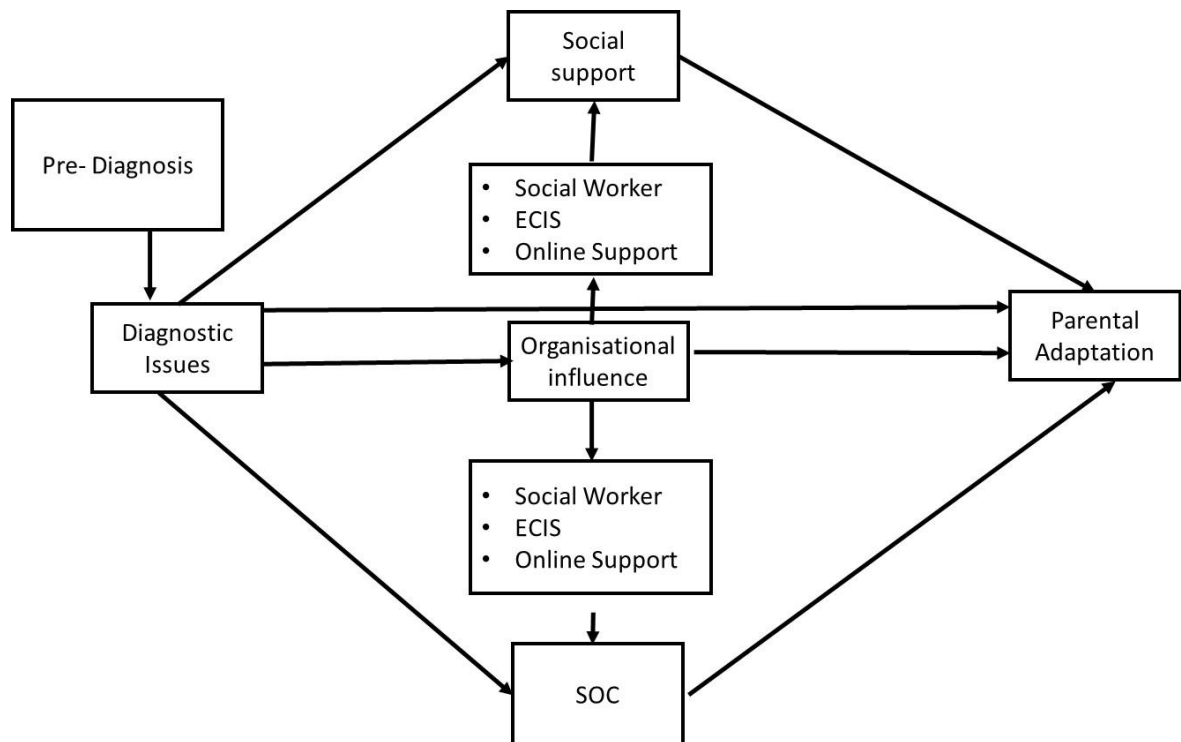 Social
support
Pre- Diagnosis
• Social Worker
• ECIS
• Online Support
Diagnostic
Issues
Organisational
influence
Parental
Adaptation
• Social Worker
• ECIS
• Online Support
SOC